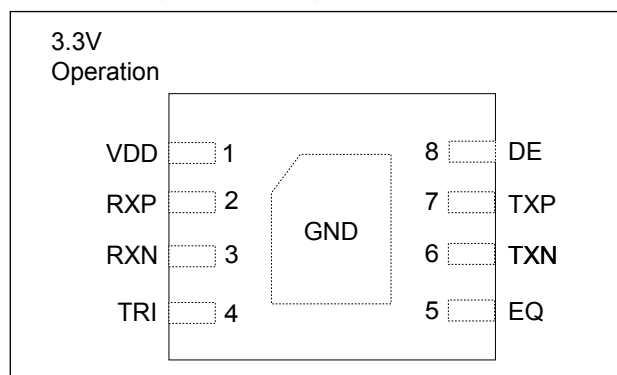 3.3V
Operation
VDD 1 8 DE
RXP 2 7 TXP
GND
RXN 3 6 TXN
TRI 4 5 EQ